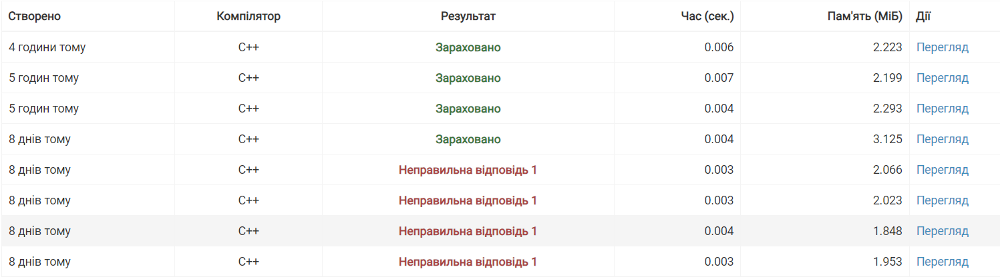 Створено Компілятор Результат Час (сек.) Пам'ять (МіБ) Дії
4 години тому C++ Зараховано 0.006 2.223 Перегляд
5 годин тому C++ Зараховано 0.007 2.199 Перегляд
5 годин тому C++ Зараховано 0.004 2.293 Перегляд
8 днів тому C++ Зараховано 0.004 3.125 Перегляд
8 днів тому C++ Неправильна відповідь 1 0.003 2.066 Перегляд
8 днів тому C++ Неправильна відповідь 1 0.003 2.023 Перегляд
8 днів тому C++ Неправильна відповідь 1 0.004 1.848 Перегляд
8 днів тому C++ Неправильна відповідь 1 0.003 1.953 Перегляд